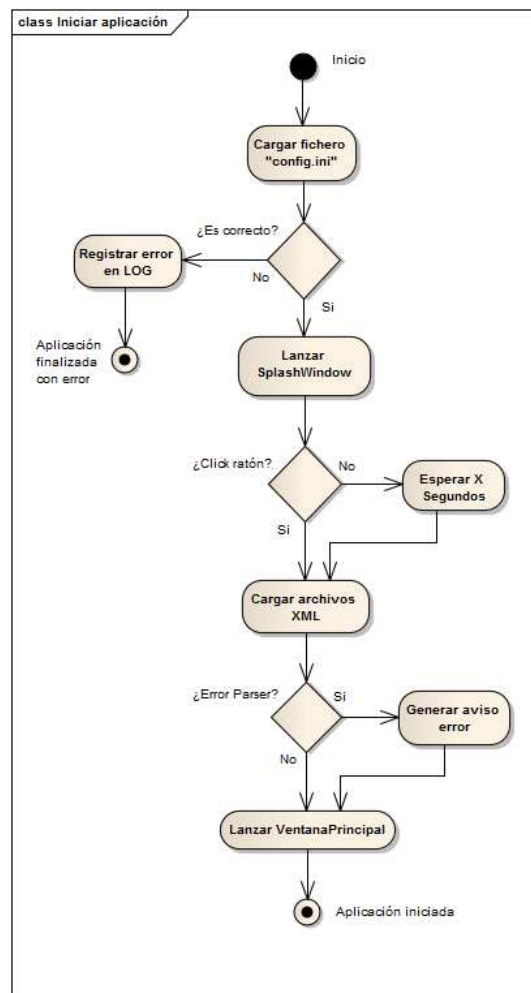 class Iniciar aplicación
Inicio
Cargar fichero
"config.ini"
¿Es correcto?
No
Si
Registrar error
en LOG
Aplicación
finalizada
con error
Lanzar
SplashWindow
¿Click ratón?
No
Si
Esperar X
Segundos
Cargar archivos
XML
¿Error Parser?
Si
No
Generar aviso
error
Lanzar VentanaPrincipal
Aplicación iniciada